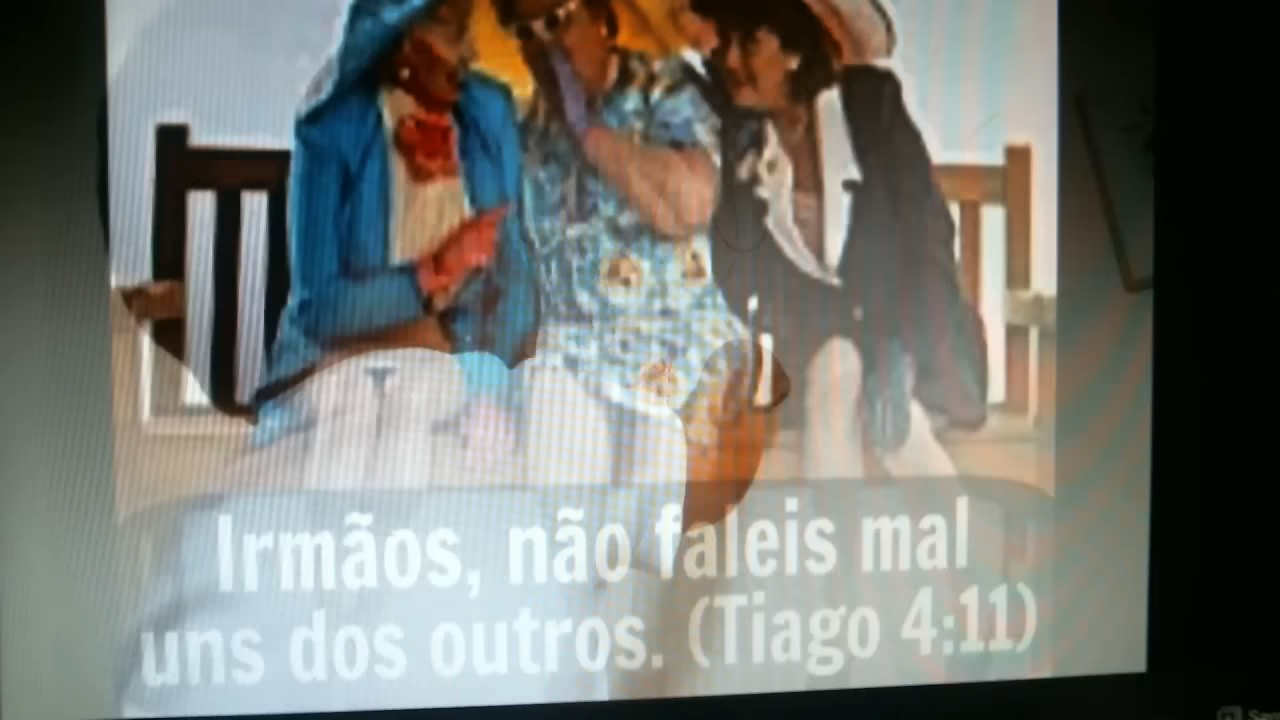 Irmãos, não faleis mal
uns dos outros. (Tiago 4:11)